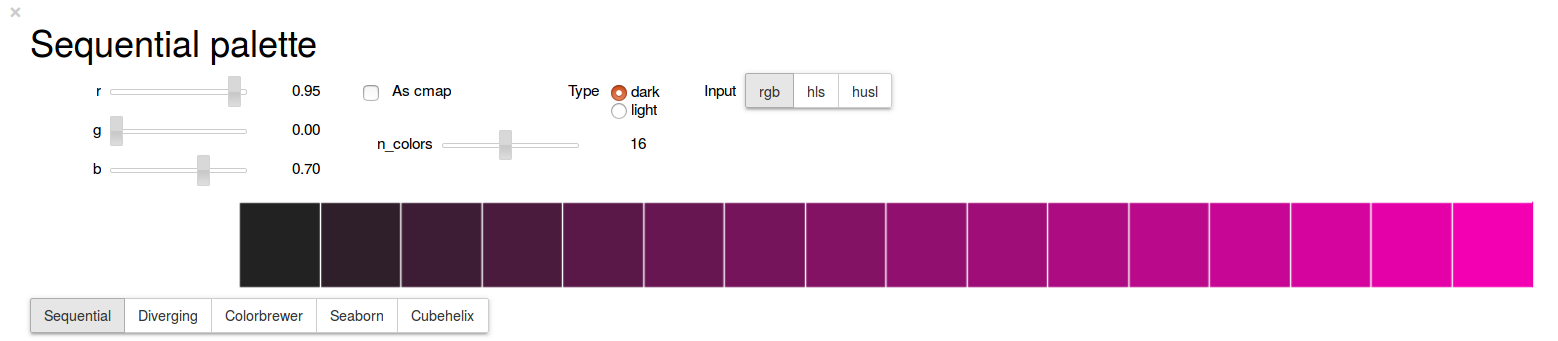 ×
Sequential palette
r 0.95 As cmap Type dark Input rgb hls husl
light
g 0.00
n_colors 16
b 0.70
Sequential Diverging Colorbrewer Seaborn Cubehelix